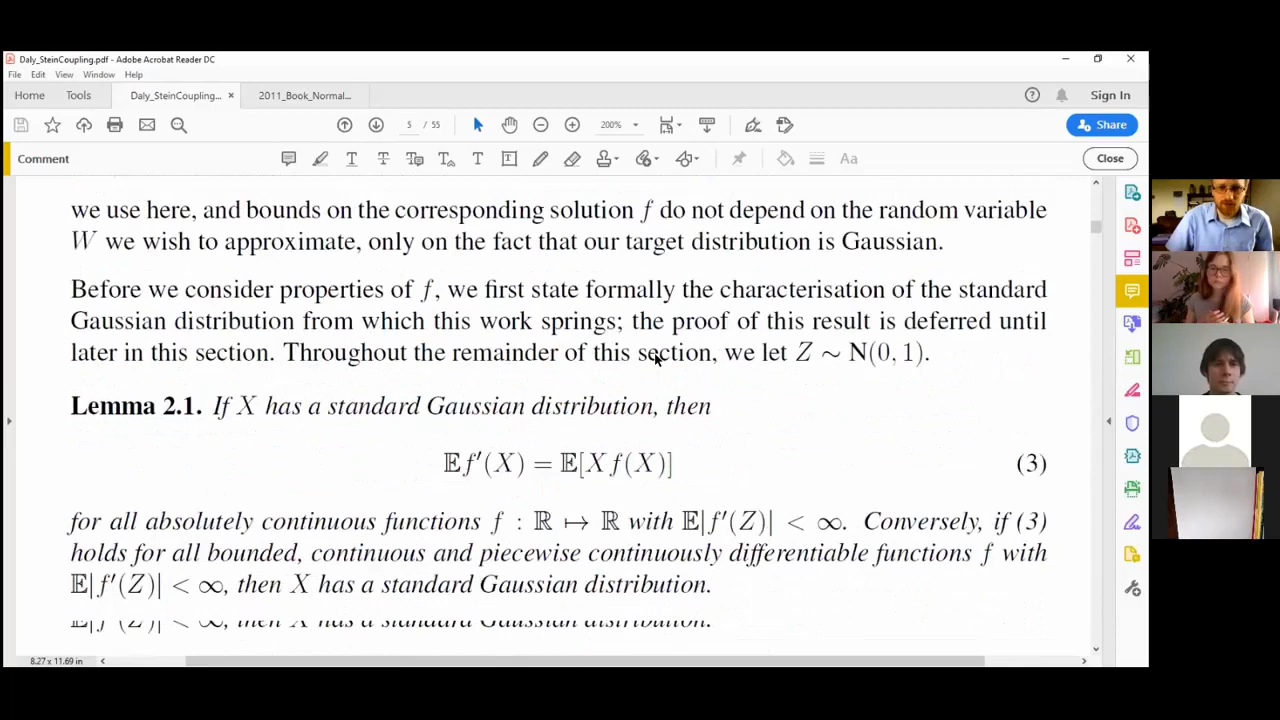 Daly_SteinCoupling.pdf - Adobe Acrobat Reader DC
File Edit View Window Help
Home Tools Daly_SteinCoupling... × 2011_Book_Normal... Sign In
5 / 55 200% Share
Comment Aa Close
we use here, and bounds on the corresponding solution f do not depend on the random variable
W we wish to approximate, only on the fact that our target distribution is Gaussian.
Before we consider properties of f, we first state formally the characterisation of the standard
Gaussian distribution from which this work springs; the proof of this result is deferred until
later in this section. Throughout the remainder of this section, we let Z ∼ N(0, 1).
Lemma 2.1. If X has a standard Gaussian distribution, then
𝔼f′(X) = 𝔼[Xf(X)] (3)
for all absolutely continuous functions f : ℝ ↦ ℝ with 𝔼|f′(Z)| < ∞. Conversely, if (3)
holds for all bounded, continuous and piecewise continuously differentiable functions f with
𝔼|f′(Z)| < ∞, then X has a standard Gaussian distribution.
𝔼|f′(Z)| < ∞, then X has a standard Gaussian distribution.
8.27 x 11.69 in